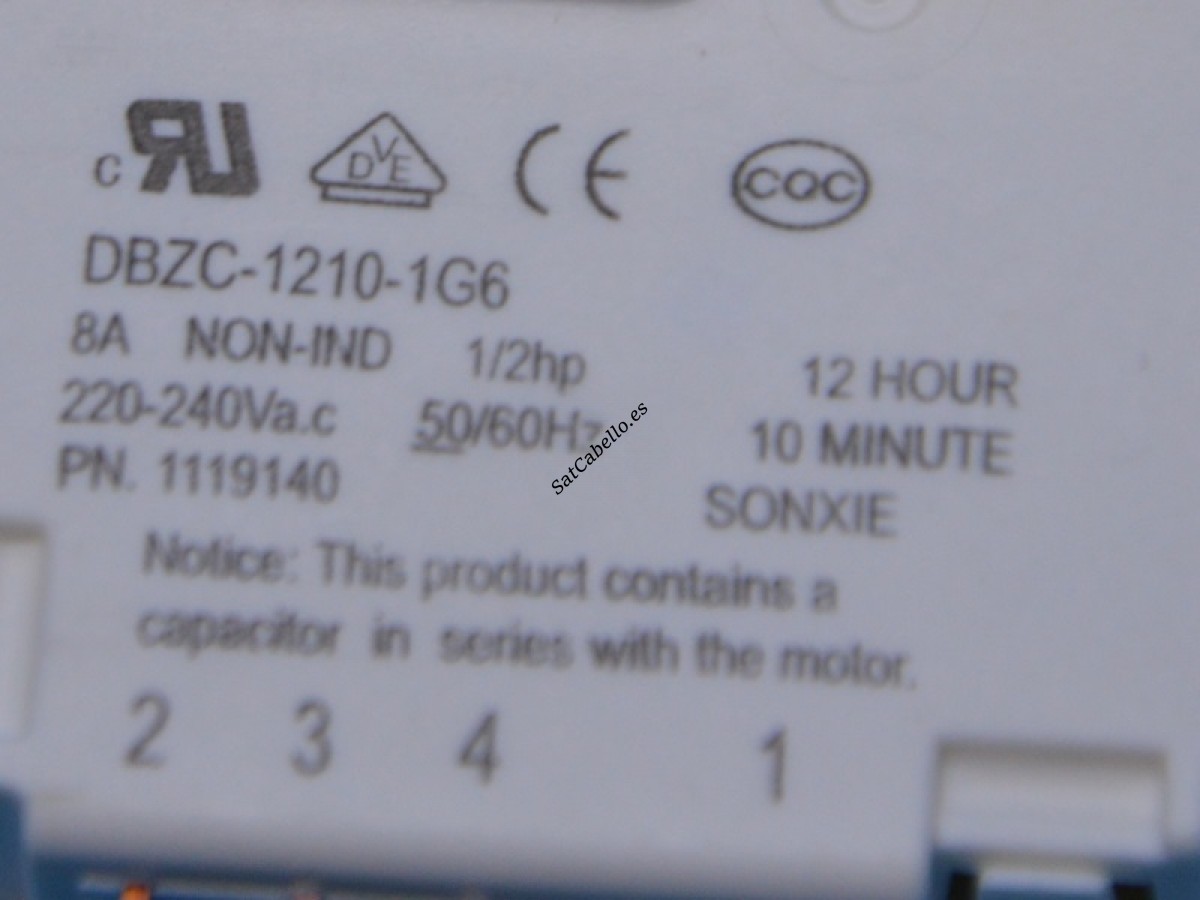 c RU DVE CE CQC
DBZC-1210-1G6
8A NON-IND 1/2hp 12 HOUR
220-240Va.c 50/60Hz 10 MINUTE
PN. 1119140 SONXIE
SatCabello.es
Notice: This product contains a
capacitor in series with the motor.
2 3 4 1